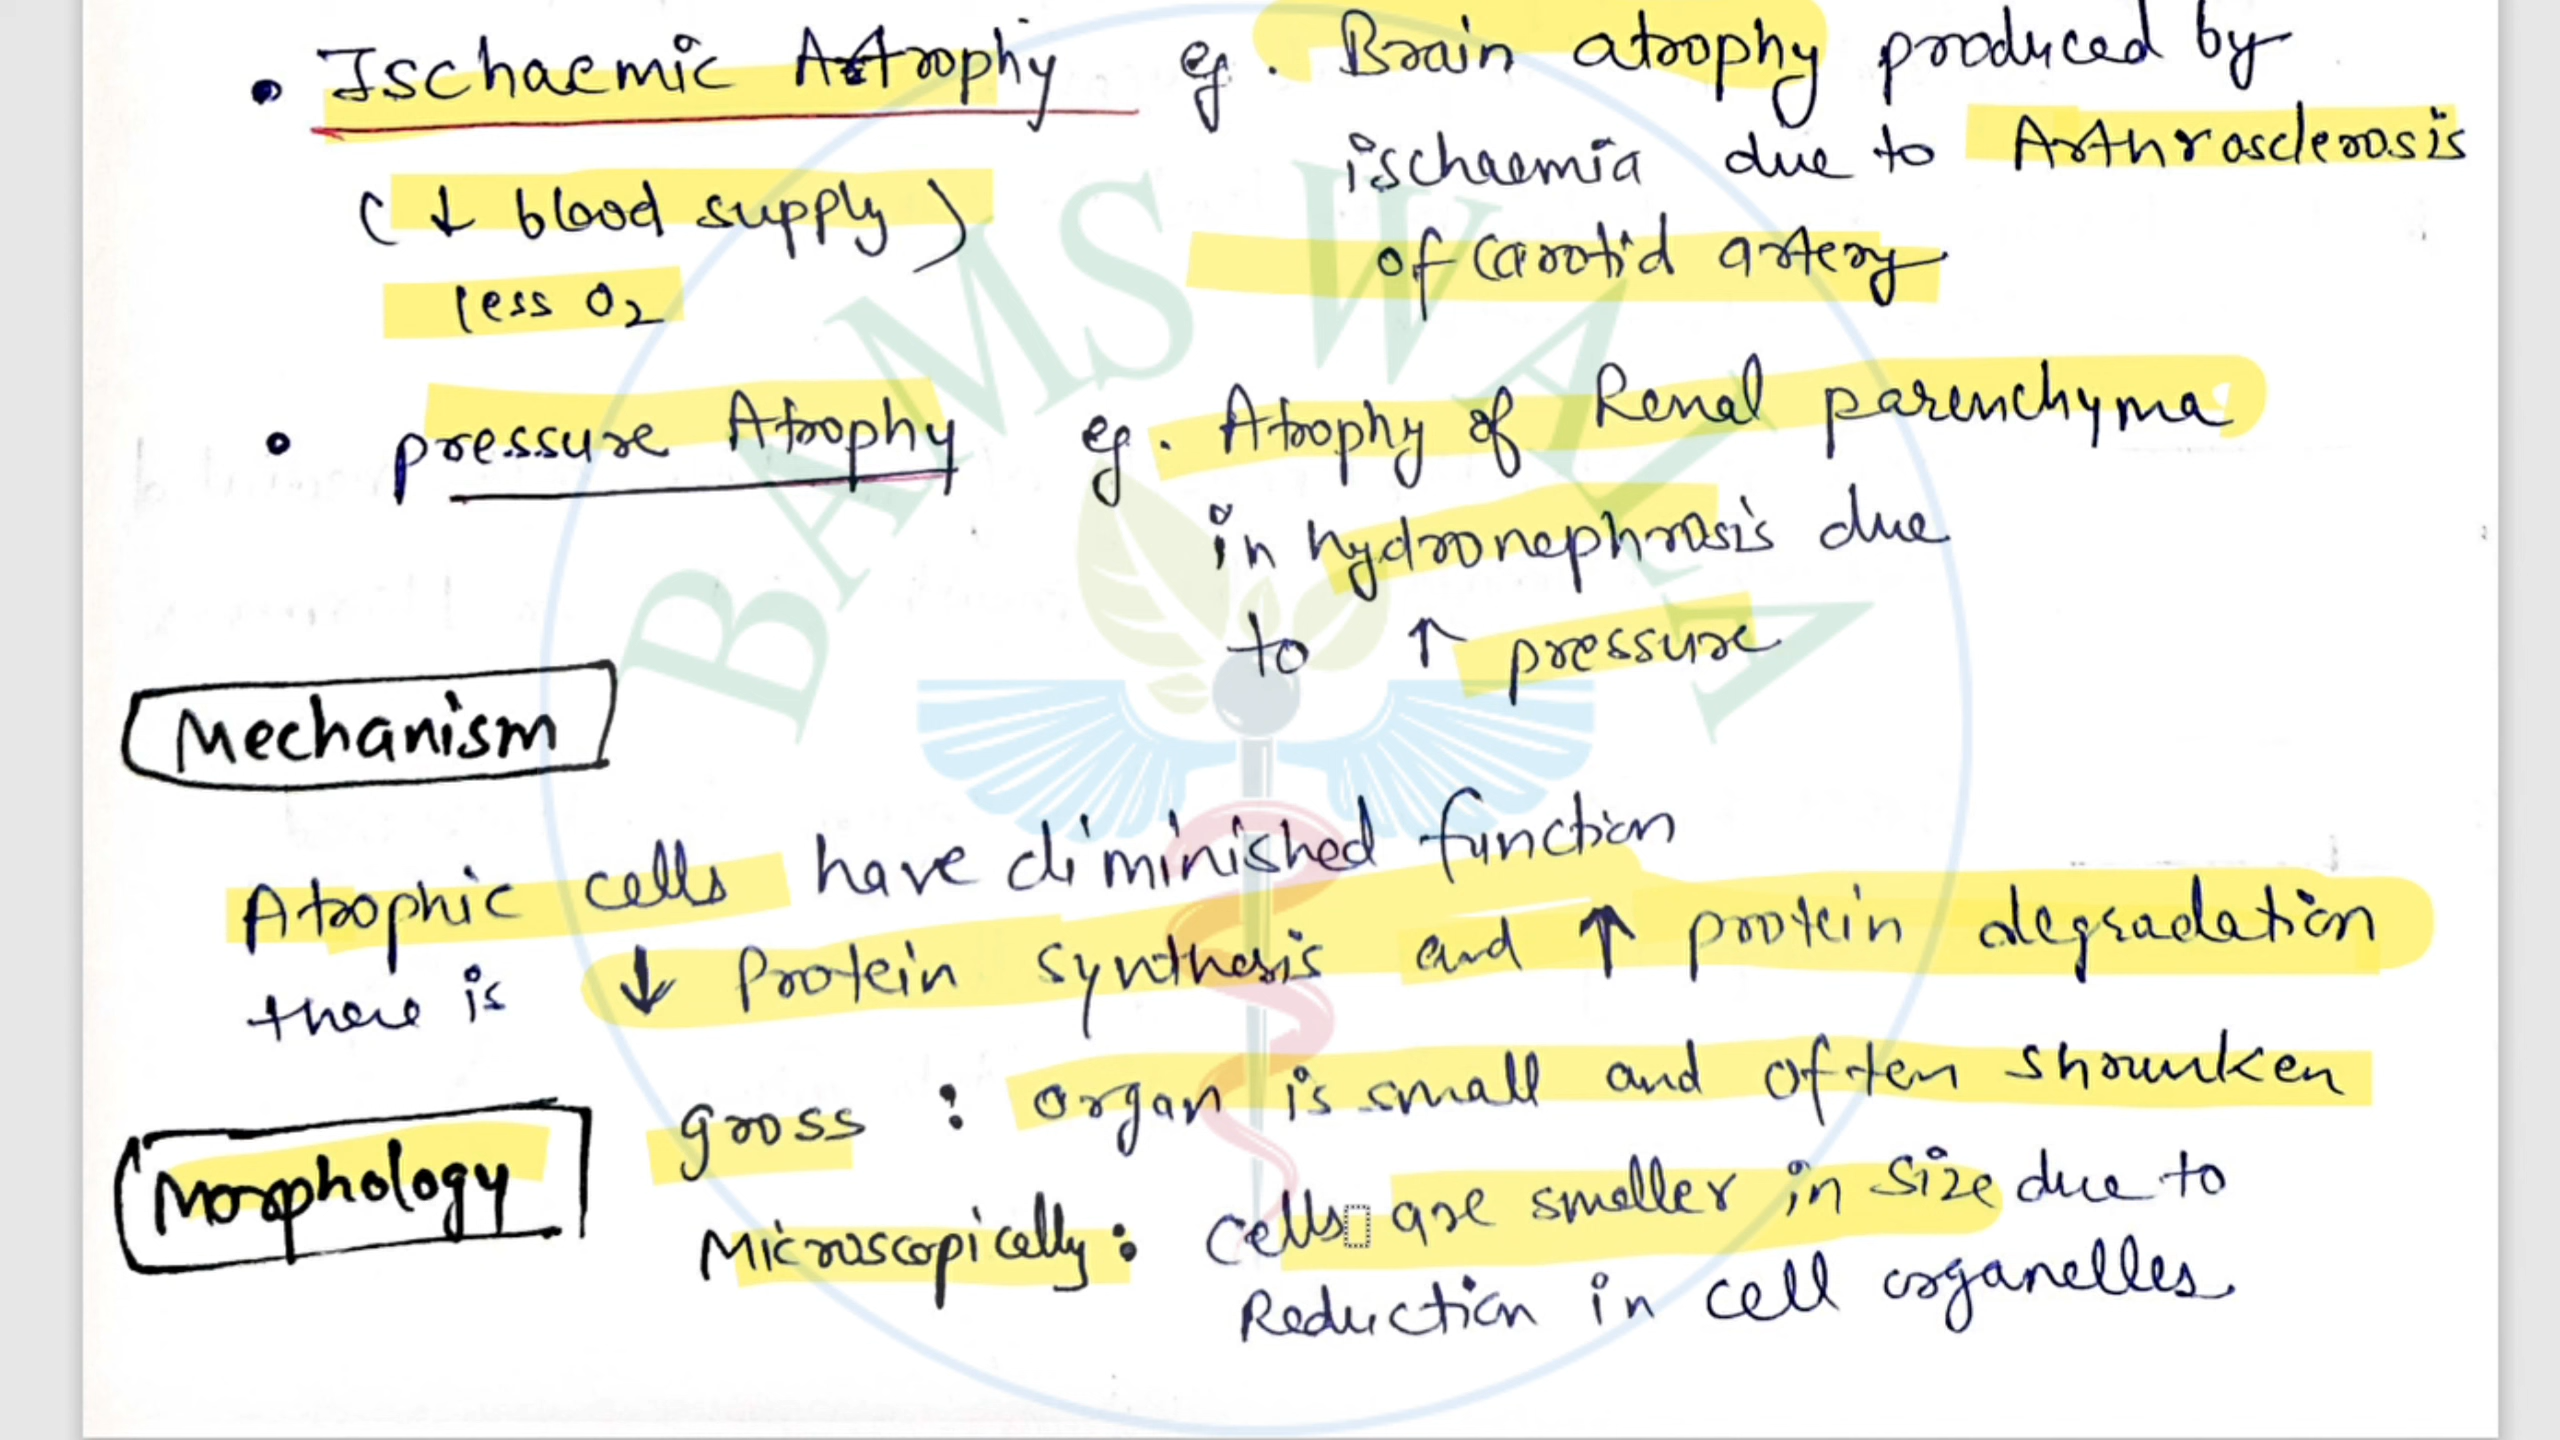 • Ischaemic Atrophy eg. Brain atrophy produced by
ischaemia due to Arthrosclerosis
(↓ blood supply)
of Carotid artery
less O2
• pressure Atrophy eg. Atrophy of Renal parenchyma
in hydronephrosis due
to ↑ pressure
Mechanism
Atrophic cells have diminished function
there is ↓ Protein synthesis and ↑ protein degradation
Morphology
gross : organ is small and often shrunken
Microscopically : Cells are smaller in size due to
Reduction in cell organelles
BAMS WALA